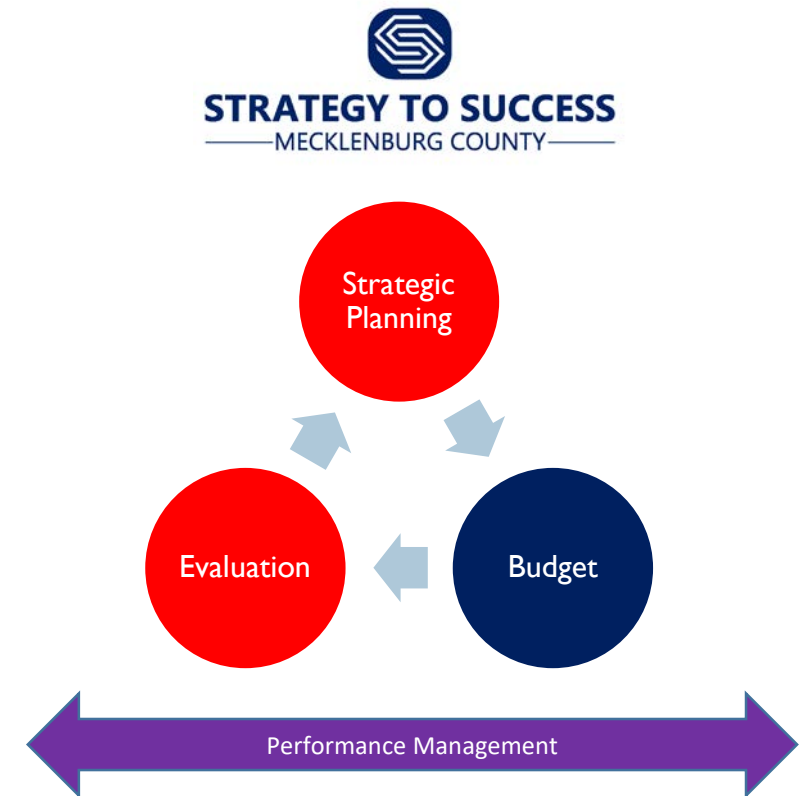 STRATEGY TO SUCCESS
MECKLENBURG COUNTY
Strategic
Planning
Evaluation
Budget
Performance Management